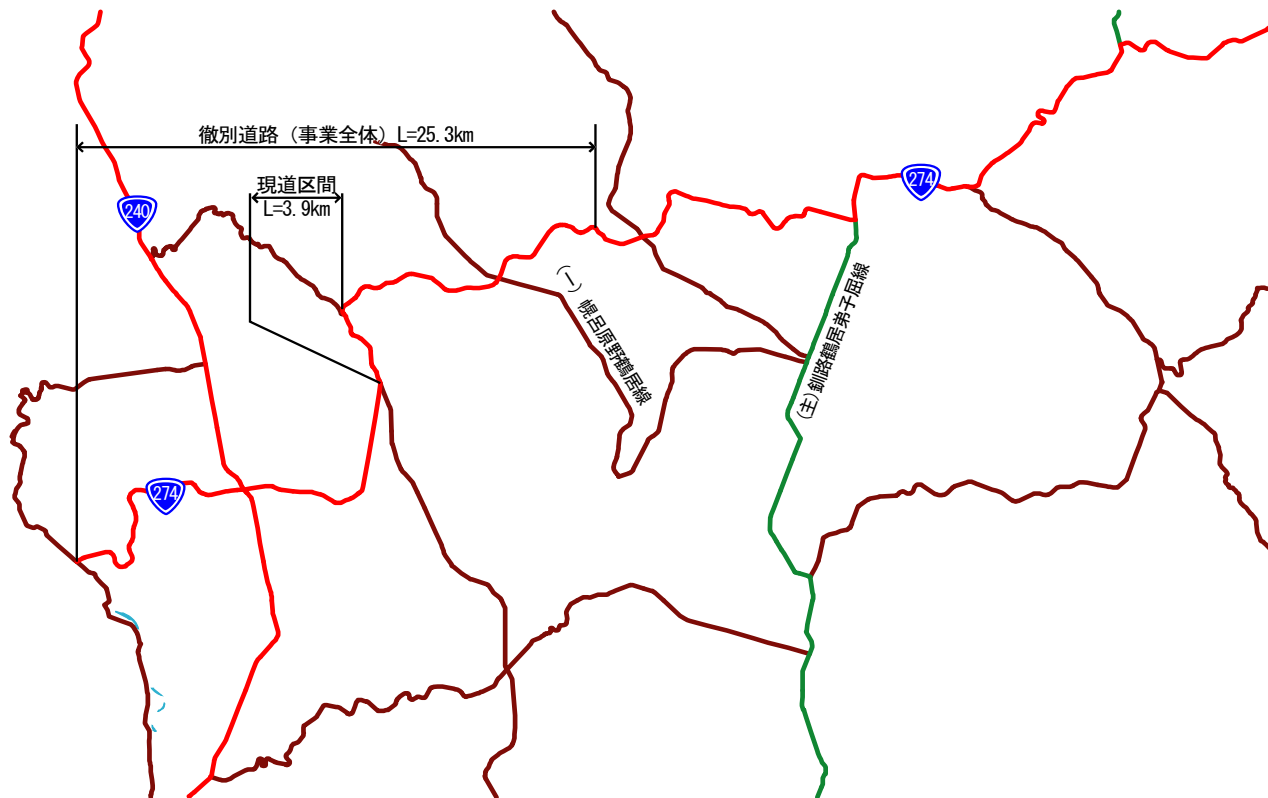 徹別道路（事業全体）L=25.3km
現道区間
L=3.9km
274
240
(一) 幌呂原野鶴居線
(主)釧路鶴居弟子屈線
274